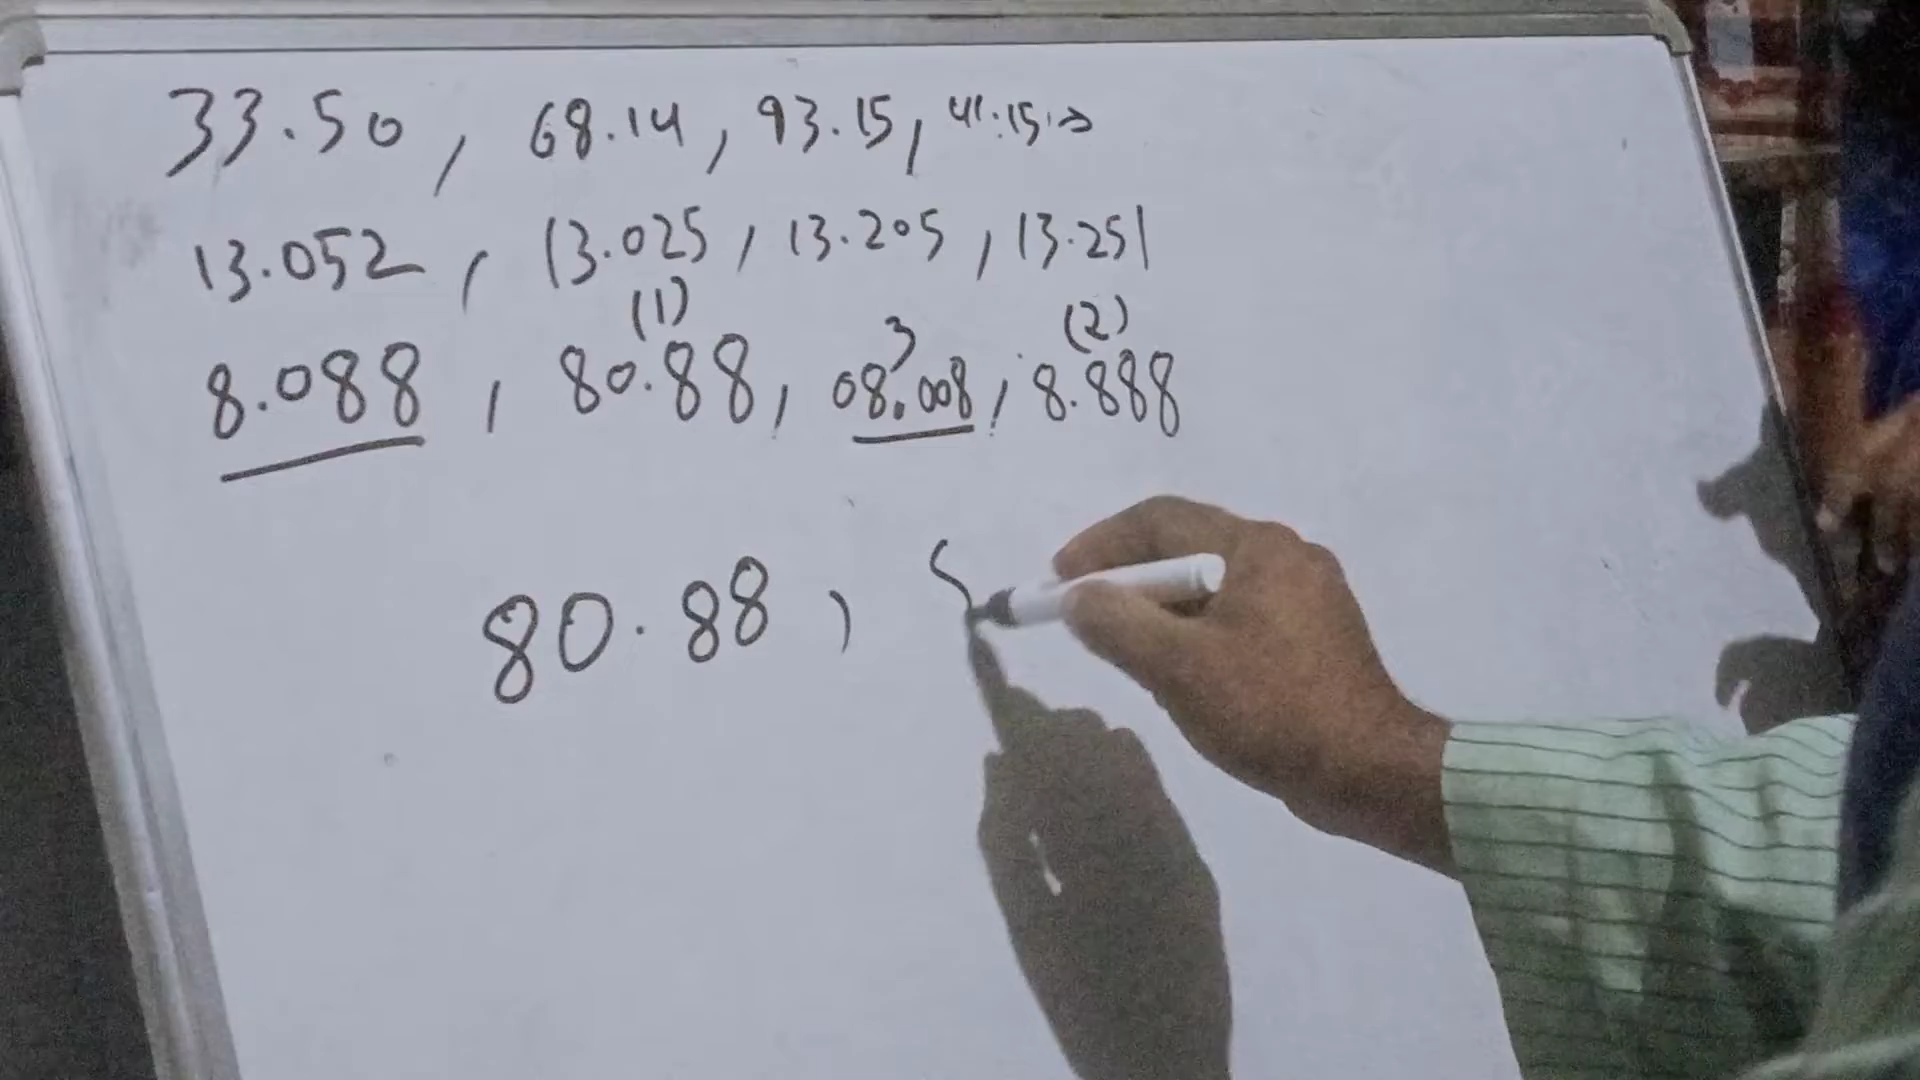 33.50, 68.14, 93.15, 41.15
13.052, 13.025, 13.205, 13.251
(1) 3 (2)
8.088, 80.88, 08.008, 8.888
80.88,